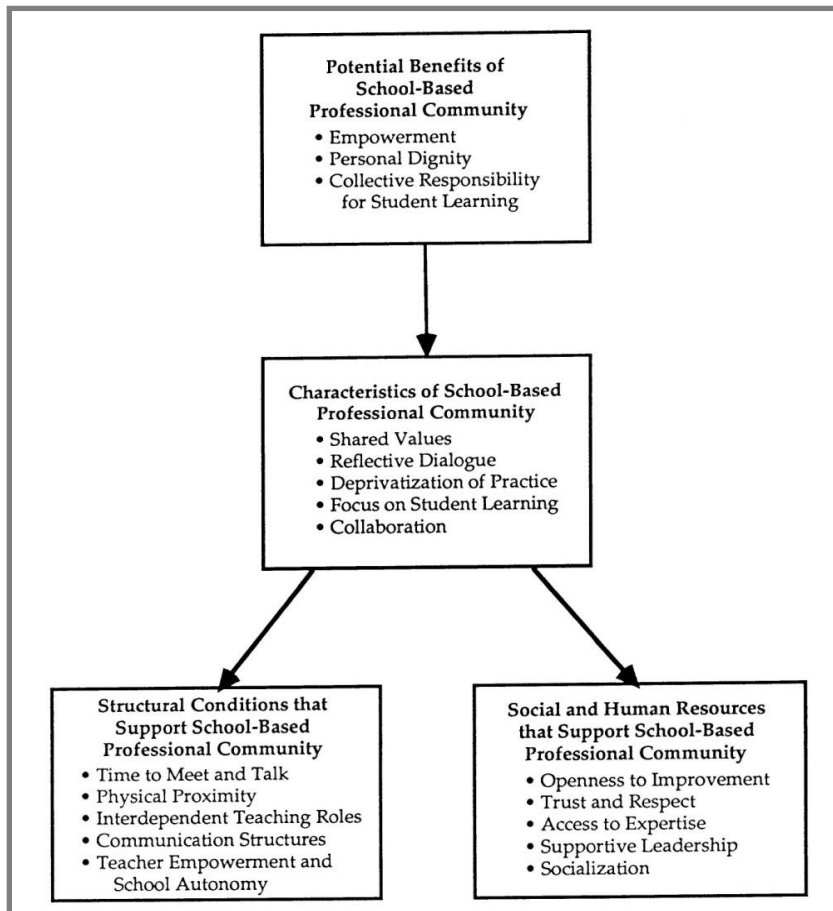 Potential Benefits of
School-Based
Professional Community
• Empowerment
• Personal Dignity
• Collective Responsibility
for Student Learning
Characteristics of School-Based
Professional Community
• Shared Values
• Reflective Dialogue
• Deprivatization of Practice
• Focus on Student Learning
• Collaboration
Structural Conditions that
Support School-Based
Professional Community
• Time to Meet and Talk
• Physical Proximity
• Interdependent Teaching Roles
• Communication Structures
• Teacher Empowerment and
School Autonomy
Social and Human Resources
that Support School-Based
Professional Community
• Openness to Improvement
• Trust and Respect
• Access to Expertise
• Supportive Leadership
• Socialization